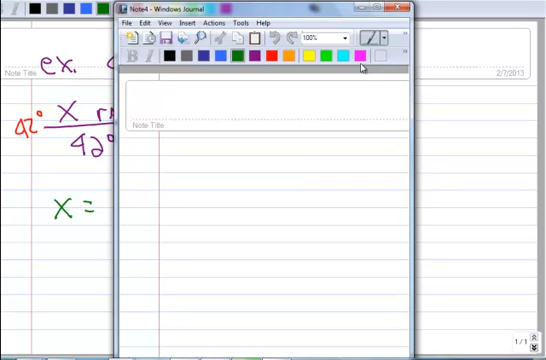 Note4 - Windows Journal
File Edit View Insert Actions Tools Help
100%
B I
Note Title
2/7/2013
Note Title
ex.
42° X
42°
X =
1/1